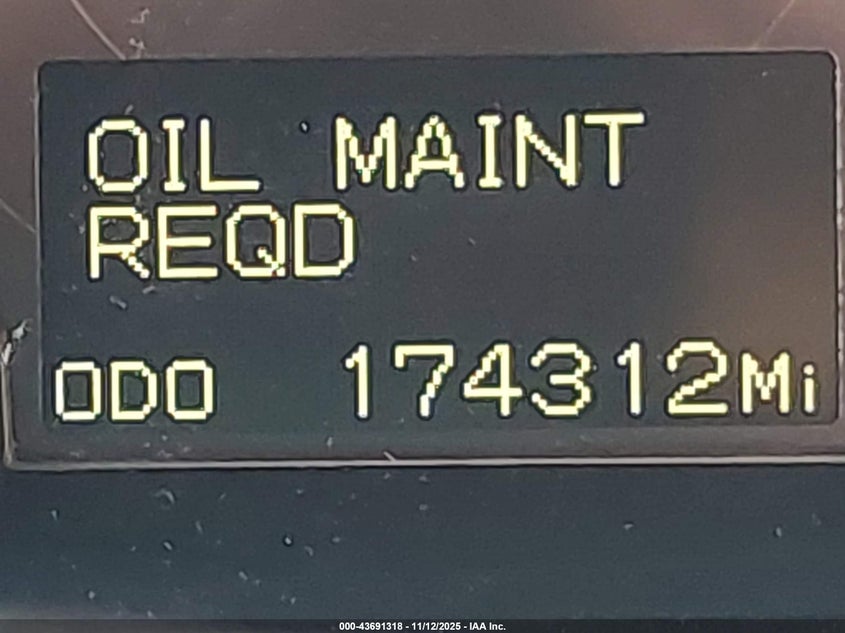 OIL MAINT
REQD
ODO 174312Mi
000-43691318 - 11/12/2025 - IAA Inc.